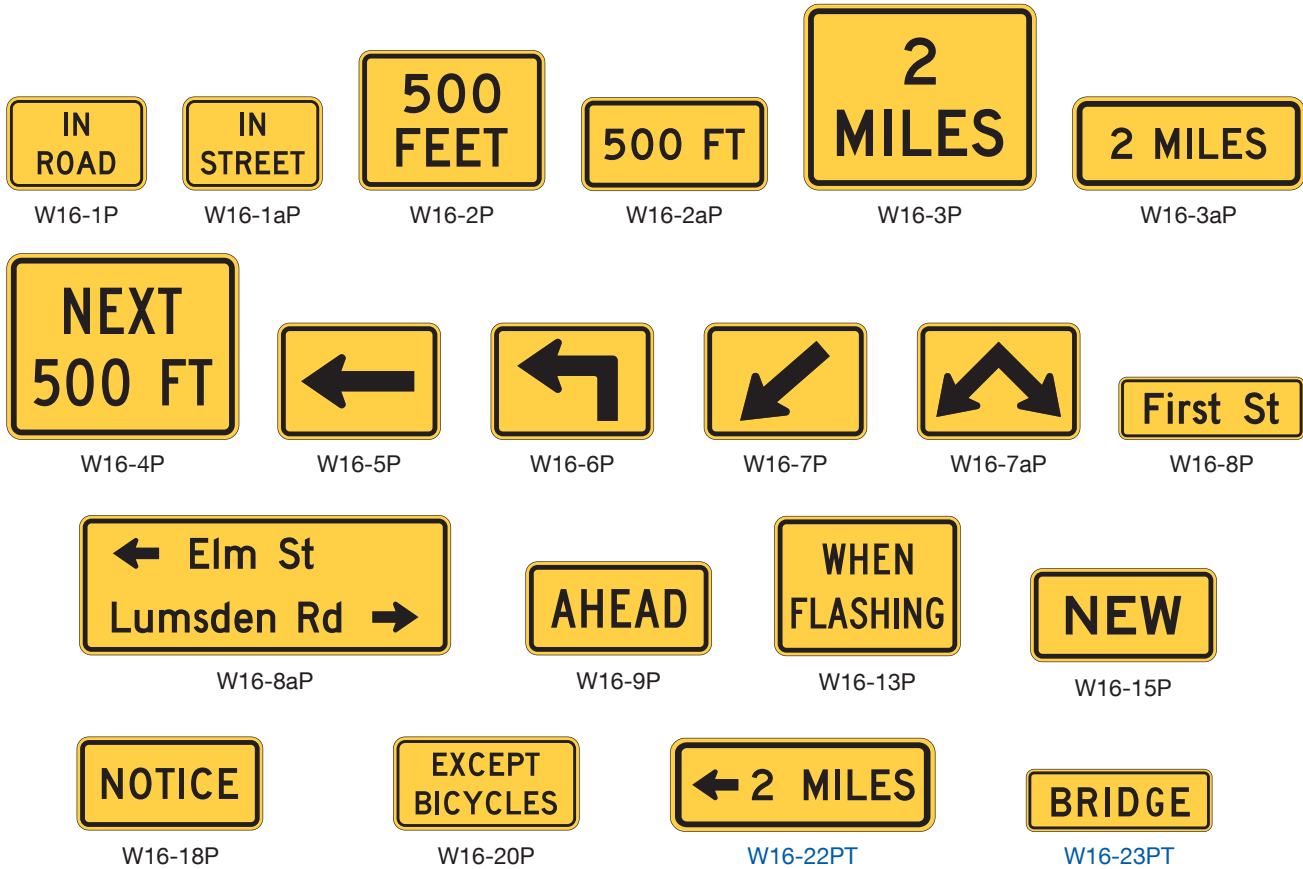 IN
ROAD
W16-1P
IN
STREET
W16-1aP
500
FEET
W16-2P
500 FT
W16-2aP
2
MILES
W16-3P
2 MILES
W16-3aP
NEXT
500 FT
W16-4P
W16-5P
W16-6P
W16-7P
W16-7aP
First St
W16-8P
Elm St
Lumsden Rd
W16-8aP
AHEAD
W16-9P
WHEN
FLASHING
W16-13P
NEW
W16-15P
NOTICE
W16-18P
EXCEPT
BICYCLES
W16-20P
2 MILES
W16-22PT
BRIDGE
W16-23PT